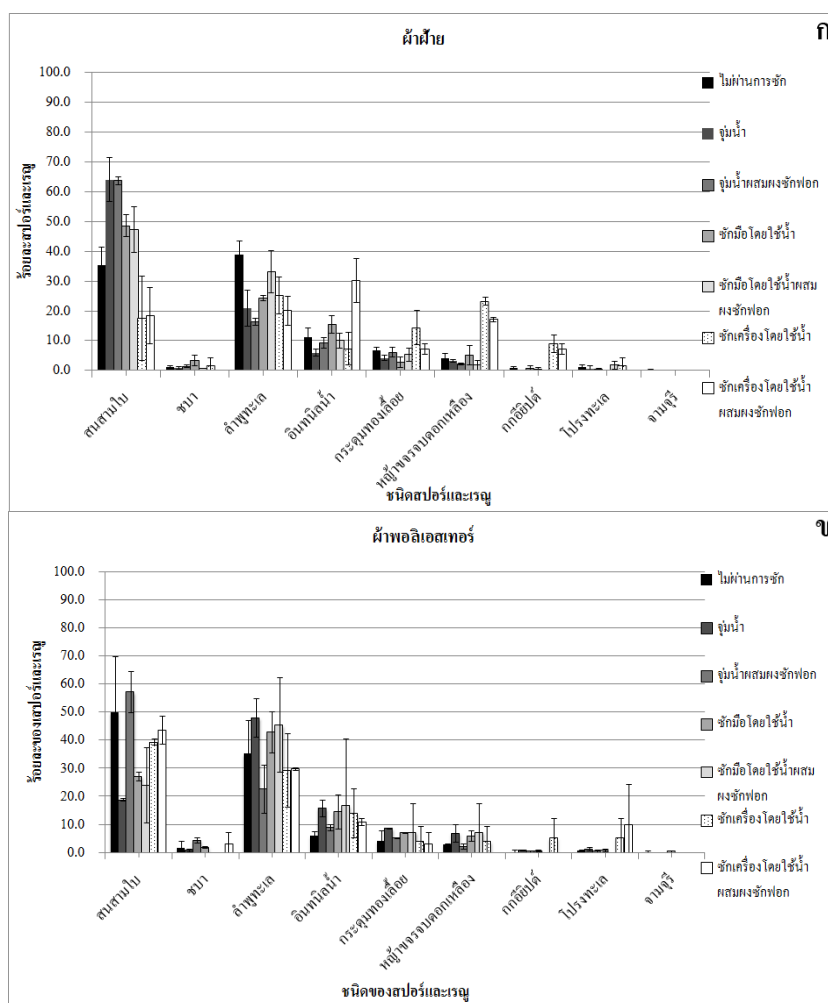 ก
ผ้าฝ้าย
100.0
90.0
80.0
70.0
60.0
50.0
40.0
30.0
20.0
10.0
0.0
ร้อยละสปอร์และเรณู
สนสามใบ
ชบา
ลำพูทะเล
อินทนิลน้ำ
กระดุมทองเลื้อย
หญ้าขจรจบดอกเหลือง
กกอียิปต์
โปรงทะเล
จามจุรี
ชนิดสปอร์และเรณู
ไม่ผ่านการซัก
จุ่มน้ำ
จุ่มน้ำผสมผงซักฟอก
ซักมือโดยใช้น้ำ
ซักมือโดยใช้น้ำผสม
ผงซักฟอก
ซักเครื่องโดยใช้น้ำ
ซักเครื่องโดยใช้น้ำ
ผสมผงซักฟอก
ข
ผ้าพอลิเอสเทอร์
100.0
90.0
80.0
70.0
60.0
50.0
40.0
30.0
20.0
10.0
0.0
ร้อยละของสปอร์และเรณู
สนสามใบ
ชบา
ลำพูทะเล
อินทนิลน้ำ
กระดุมทองเลื้อย
หญ้าขจรจบดอกเหลือง
กกอียิปต์
โปรงทะเล
จามจุรี
ชนิดของสปอร์และเรณู
ไม่ผ่านการซัก
จุ่มน้ำ
จุ่มน้ำผสมผงซักฟอก
ซักมือโดยใช้น้ำ
ซักมือโดยใช้น้ำผสม
ผงซักฟอก
ซักเครื่องโดยใช้น้ำ
ซักเครื่องโดยใช้น้ำ
ผสมผงซักฟอก